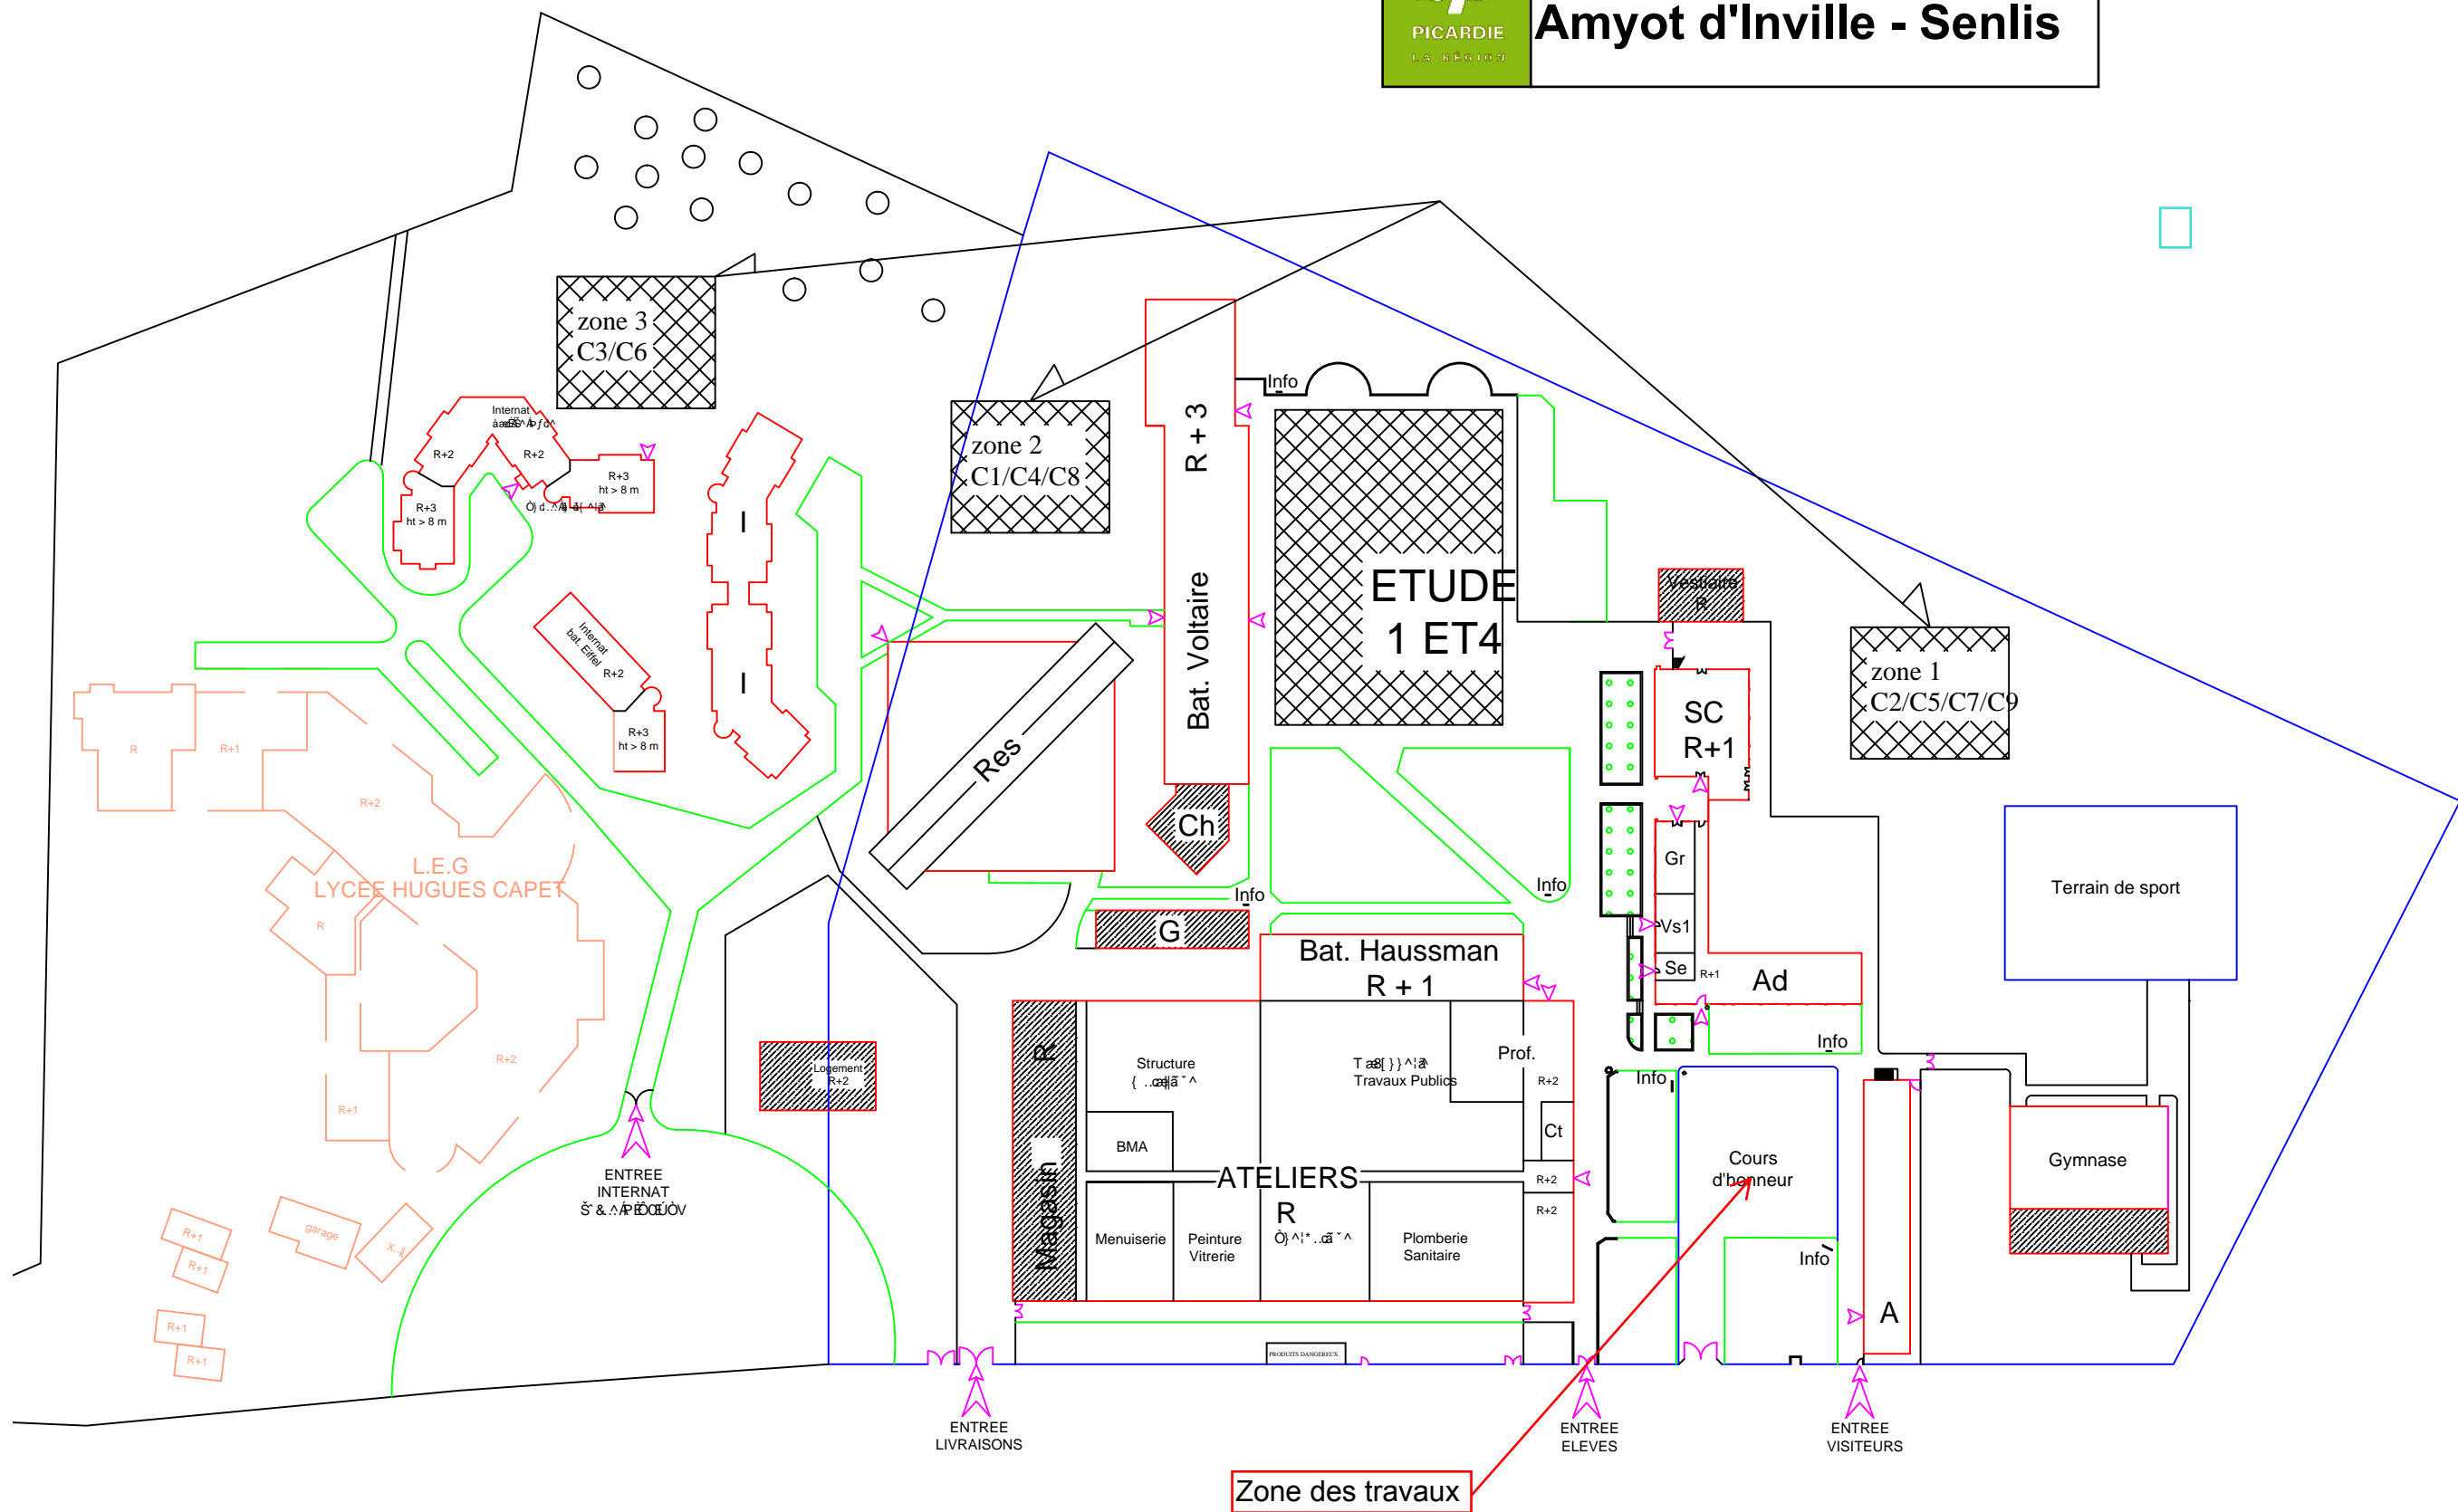 PICARDIE
LA RÉGION
Amyot d'Inville - Senlis
zone 3
C3/C6
zone 2
C1/C4/C8
zone 1
C2/C5/C7/C9
ETUDE
1 ET4
Info
R + 3
Bat. Voltaire
Internat
R+2
R+2
R+3
ht > 8 m
R+3
ht > 8 m
I
I
Internat
bat. Eiffel
R+2
R+3
ht > 8 m
Vestiaire
R
SC
R+1
Res
Ch
Info
Info
G
Gr
Vs1
Se
R+1
Ad
Info
Terrain de sport
R
R+1
R+2
L.E.G
LYCEE HUGUES CAPET
R
R+2
R+1
Bat. Haussman
R + 1
Logement
R+2
R
Magasin
Structure
Travaux Publics
Prof.
R+2
BMA
Ct
ATELIERS
R
R+2
R+2
Menuiserie
Peinture
Vitrerie
Plomberie
Sanitaire
Info
Cours
d'honneur
Info
Gymnase
A
ENTREE
INTERNAT
garage
R+1
R+1
R+1
R+1
PRODUITS DANGEREUX
ENTREE
LIVRAISONS
ENTREE
ELEVES
ENTREE
VISITEURS
Zone des travaux